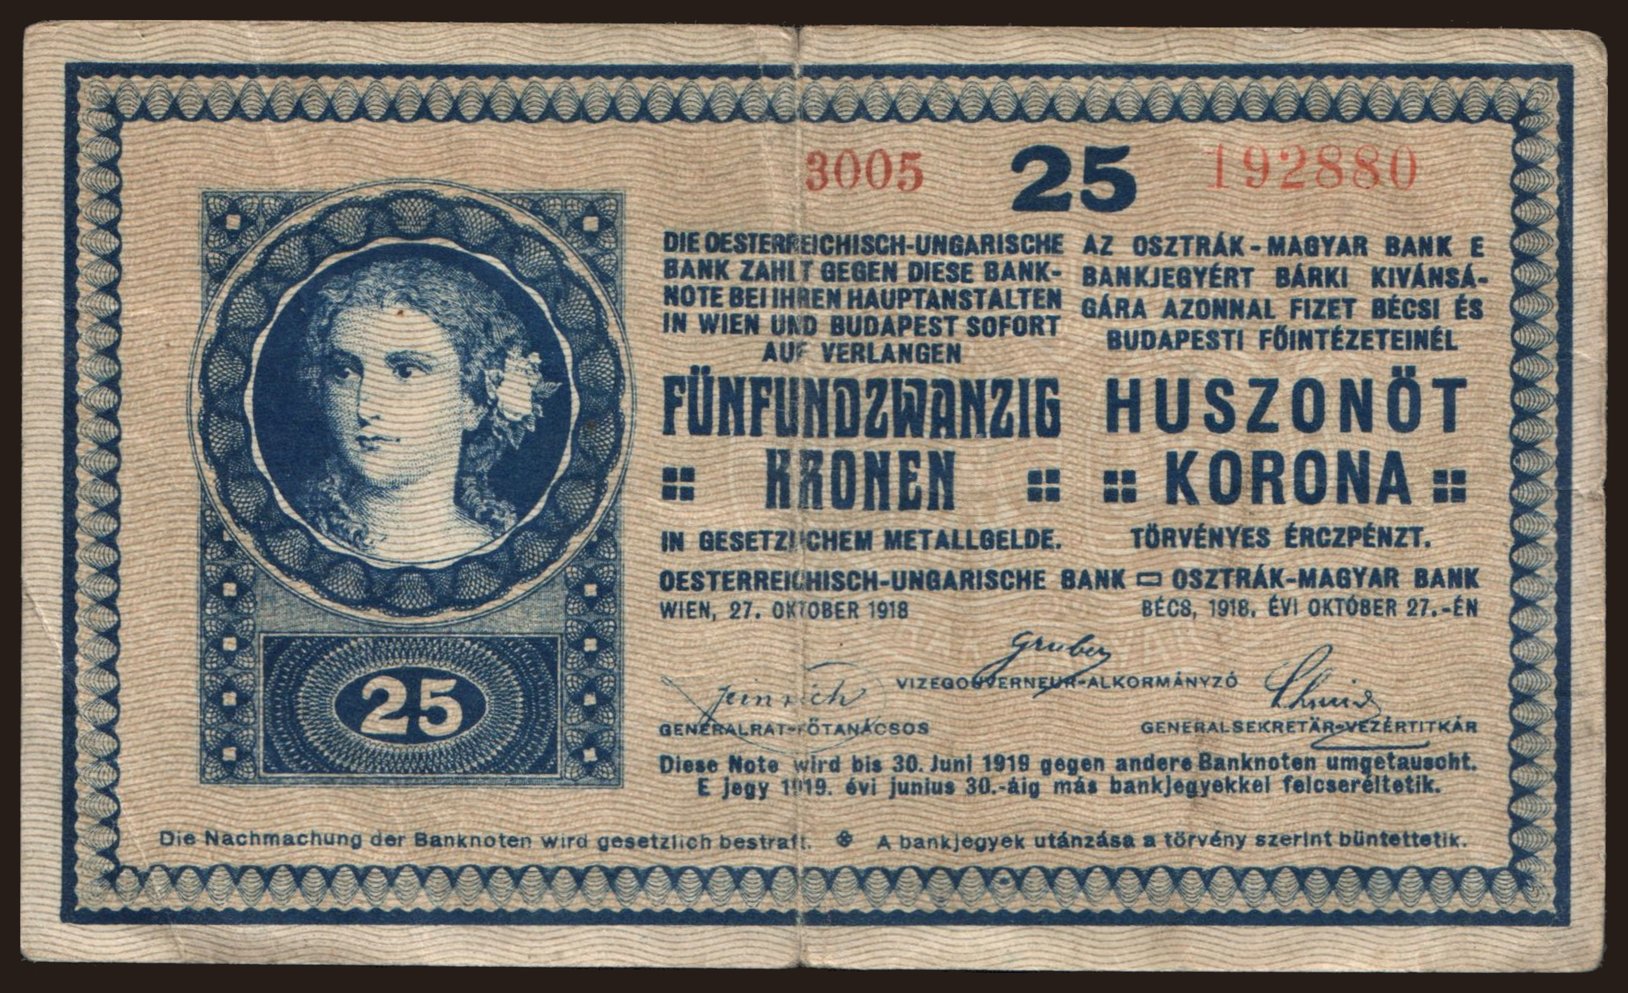 3005 25 192880
DIE OESTERREICHISCH-UNGARISCHE
BANK ZAHLT GEGEN DIESE BANK-
NOTE BEI IHREN HAUPTANSTALTEN
IN WIEN UND BUDAPEST SOFORT
AUF VERLANGEN
FÜNFUNDZWANZIG
KRONEN
IN GESETZLICHEM METALLGELDE.
AZ OSZTRÁK-MAGYAR BANK E
BANKJEGYÉRT BÁRKI KIVÁNSÁ-
GÁRA AZONNAL FIZET BÉCSI ÉS
BUDAPESTI FŐINTÉZETEINÉL
HUSZONÖT
KORONA
TÖRVÉNYES ÉRCZPÉNZT.
OESTERREICHISCH-UNGARISCHE BANK OSZTRÁK-MAGYAR BANK
WIEN, 27. OKTOBER 1918 BÉCS, 1918. ÉVI OKTÓBER 27.-ÉN
Gruber
VIZEGOUVERNEUR-ALKORMÁNYZÓ
GENERALRAT-FŐTANÁCSOS GENERALSEKRETÄR-VEZÉRTITKÁR
25
Diese Note wird bis 30. Juni 1919 gegen andere Banknoten umgetauscht.
E jegy 1919. évi junius 30.-áig más bankjegyekkel felcseréltetik.
Die Nachmachung der Banknoten wird gesetzlich bestraft. A bankjegyek utánzása a törvény szerint büntettetik.